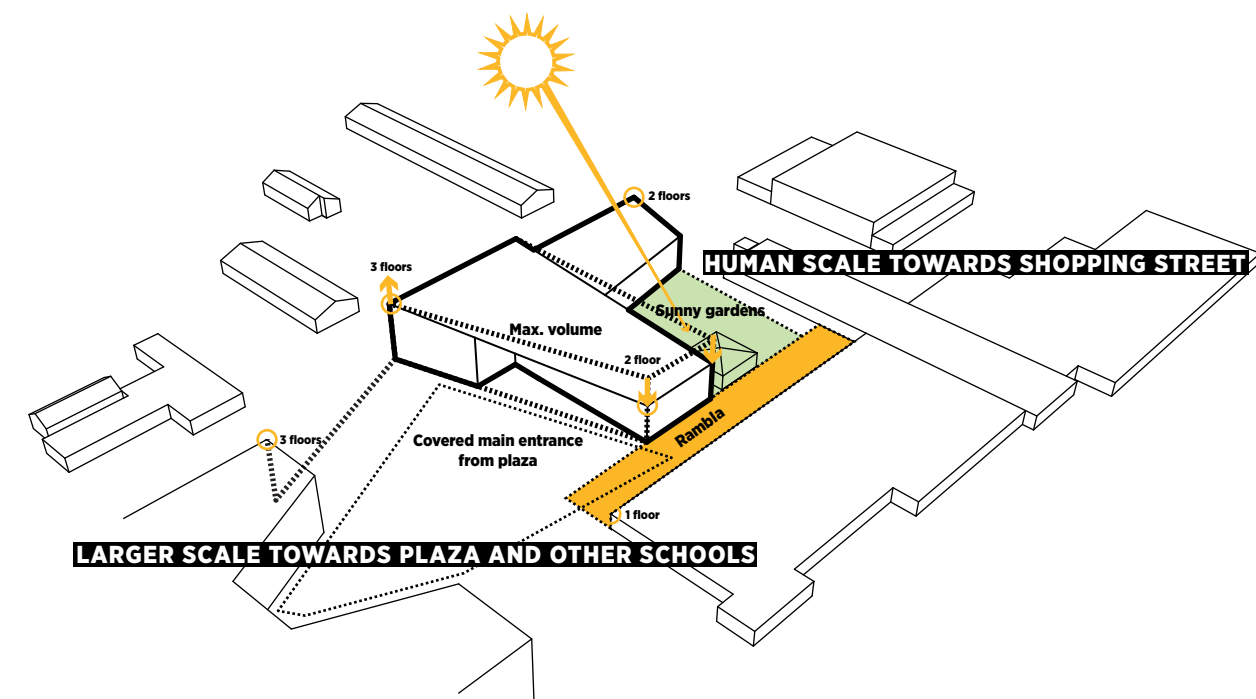 2 floors
HUMAN SCALE TOWARDS SHOPPING STREET
3 floors
Sunny gardens
Max. volume
2 floor
Rambla
Covered main entrance
from plaza
3 floors
1 floor
LARGER SCALE TOWARDS PLAZA AND OTHER SCHOOLS